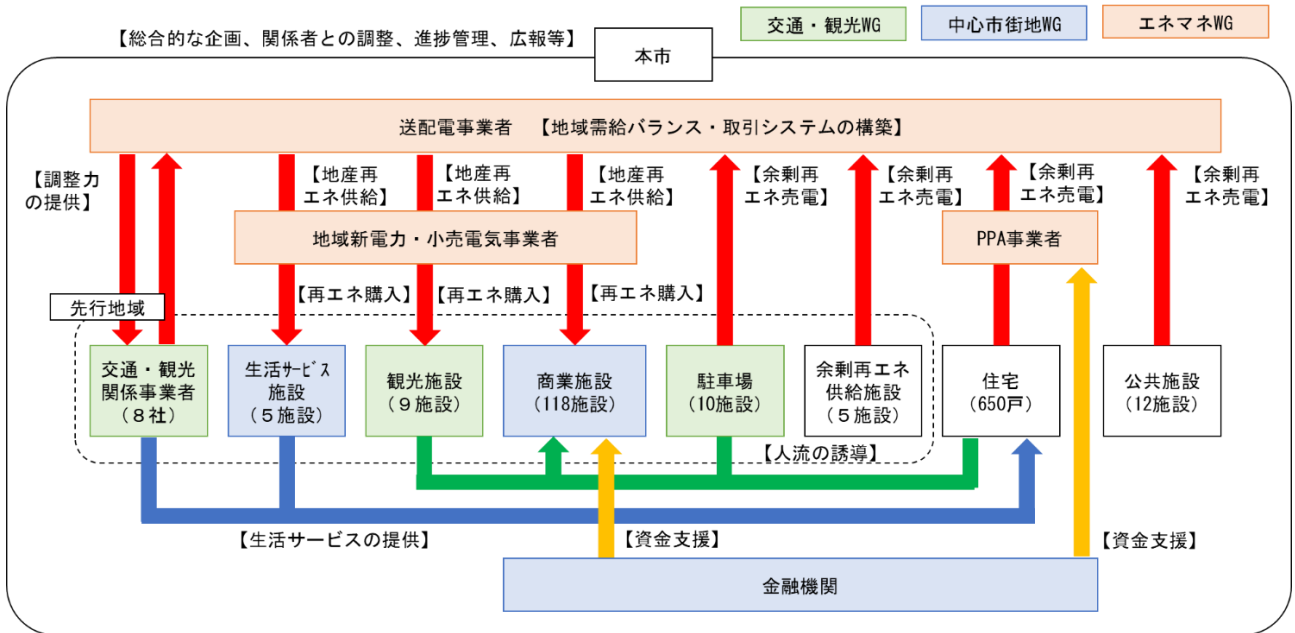 交通・観光WG
中心市街地WG
エネマネWG
【総合的な企画、関係者との調整、進捗管理、広報等】
本市
送配電事業者 【地域需給バランス・取引システムの構築】
【調整力
の提供】
【地産再
エネ供給】
【地産再
エネ供給】
【地産再
エネ供給】
【余剰再
エネ売電】
【余剰再
エネ売電】
【余剰再
エネ売電】
【余剰再
エネ売電】
地域新電力・小売電気事業者
PPA事業者
【再エネ購入】
【再エネ購入】
【再エネ購入】
先行地域
交通・観光
関係事業者
(8社)
生活ｻｰﾋﾞｽ
施設
(5施設)
観光施設
(9施設)
商業施設
(118施設)
駐車場
(10施設)
余剰再エネ
供給施設
(5施設)
住宅
(650戸)
公共施設
(12施設)
【人流の誘導】
【生活サービスの提供】
【資金支援】
【資金支援】
金融機関